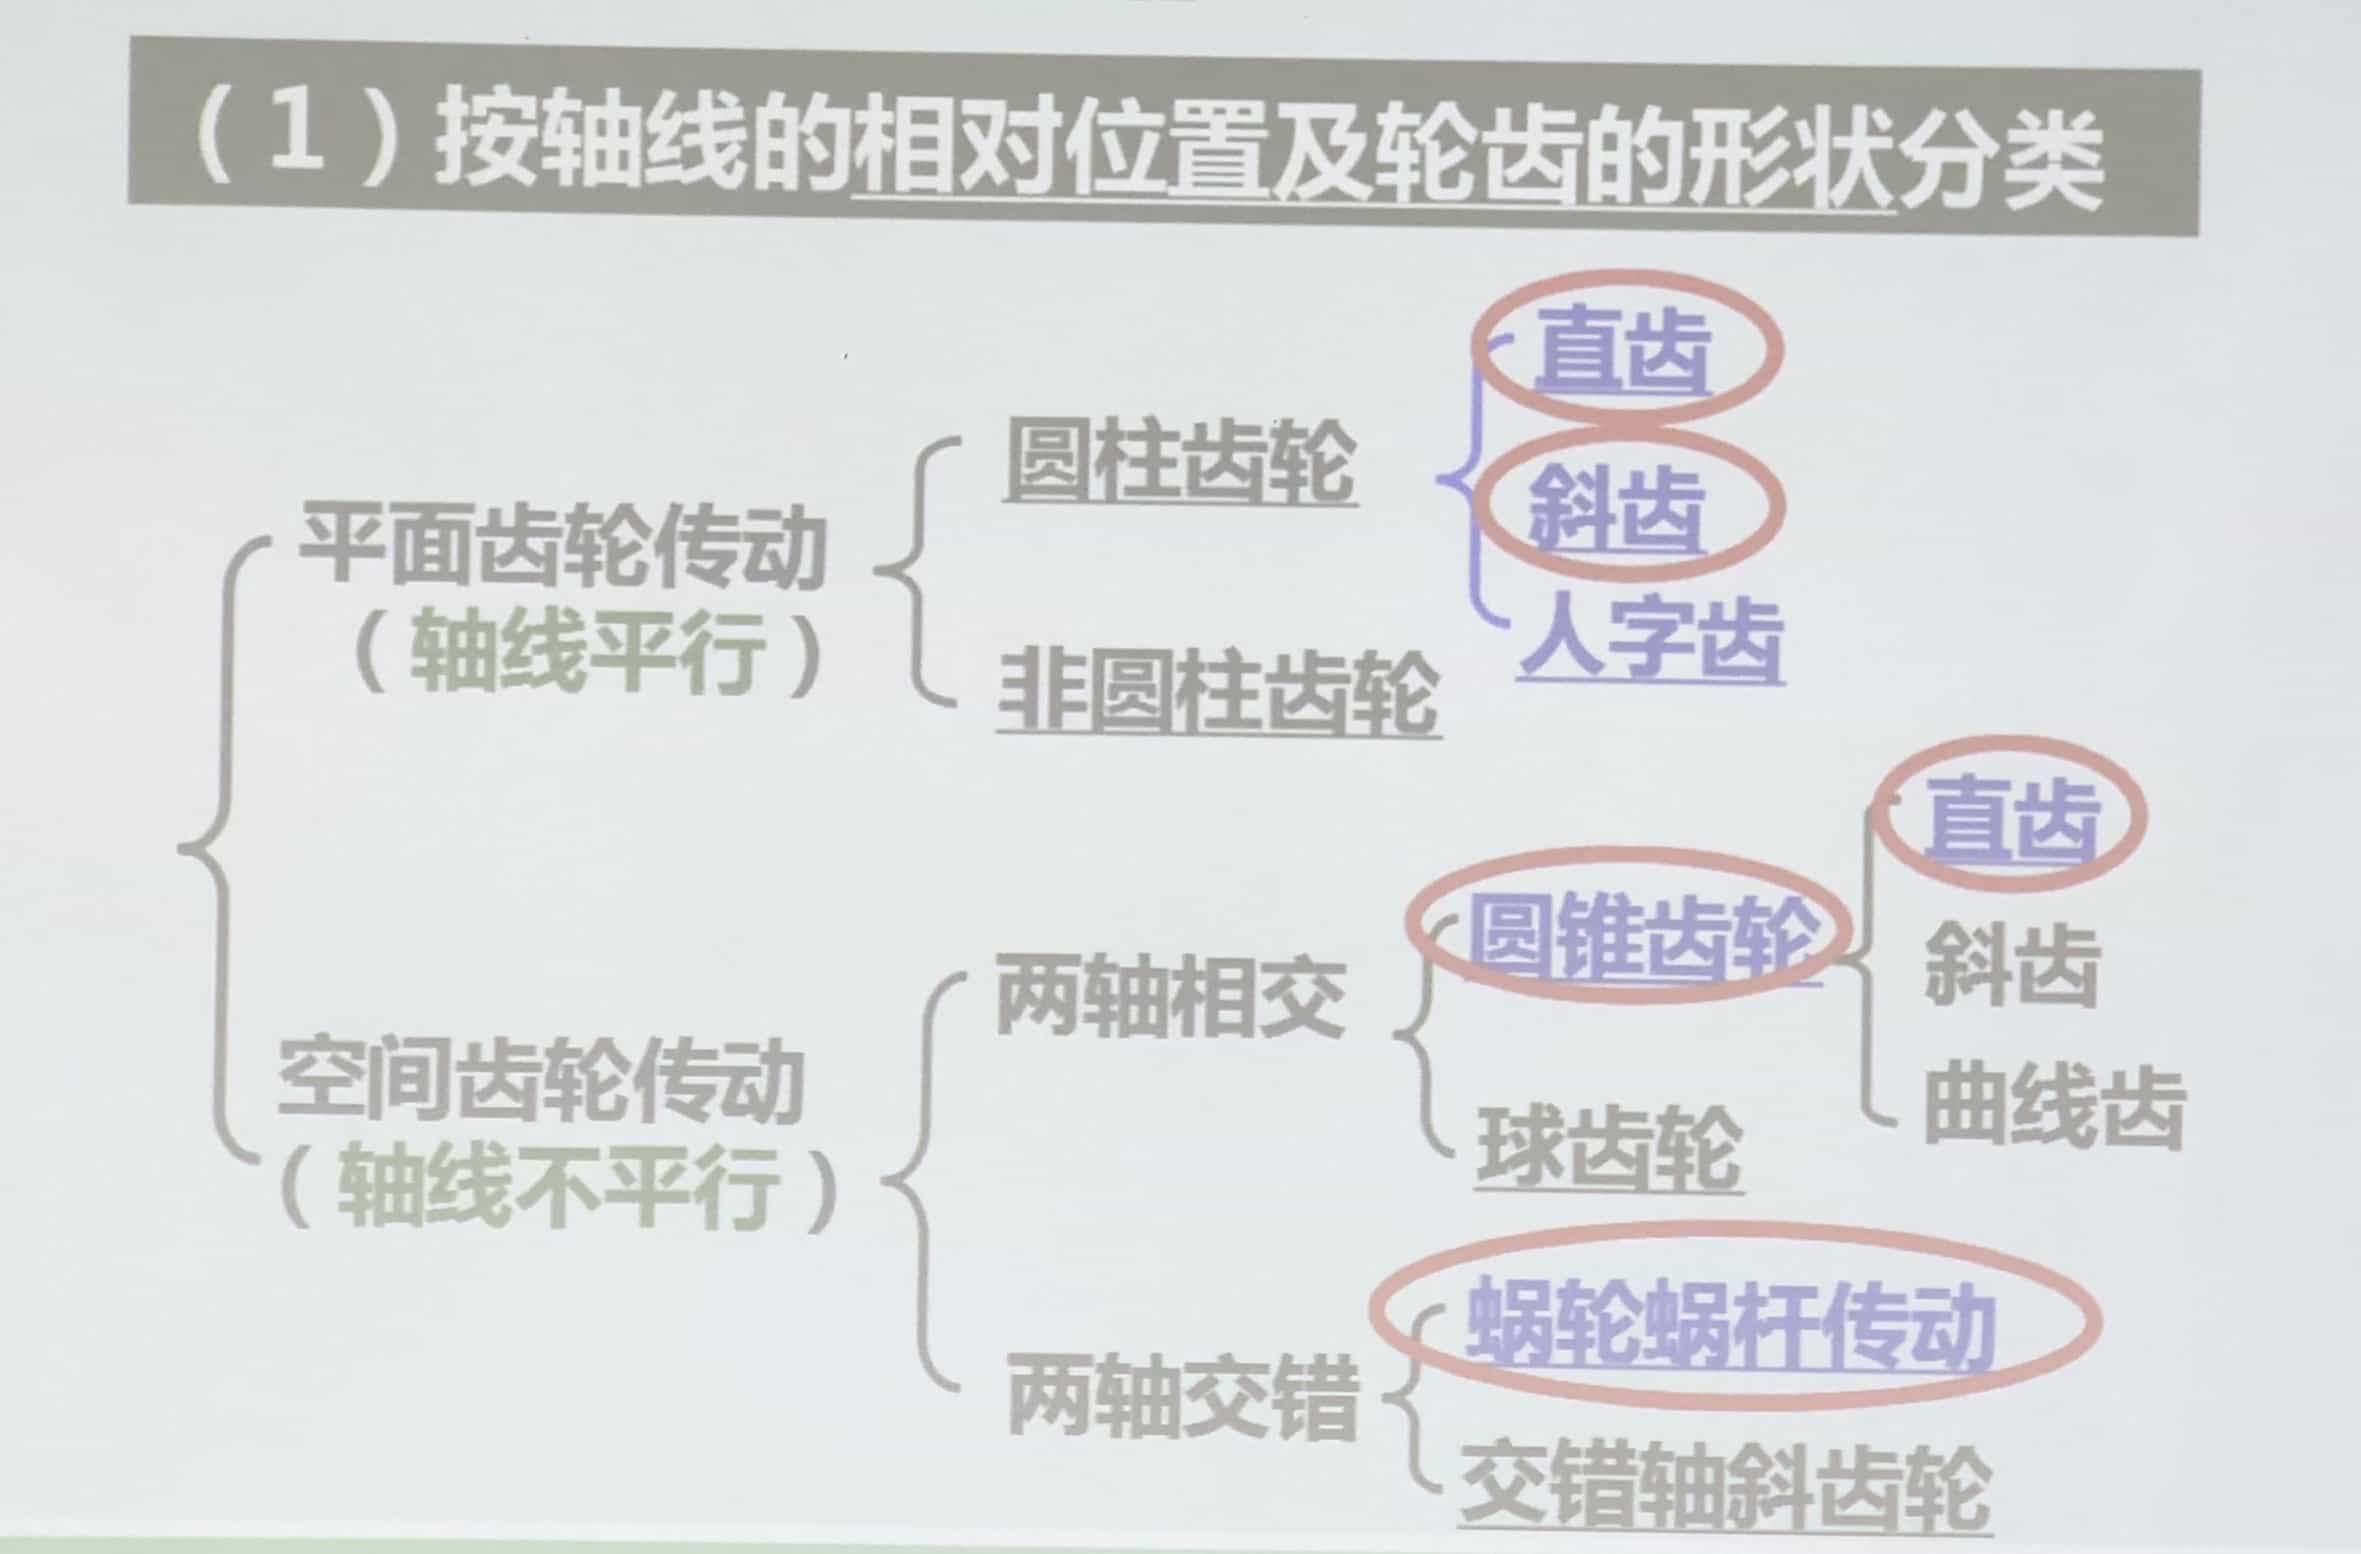 （1）按轴线的相对位置及轮齿的形状分类
平面齿轮传动
（轴线平行）
圆柱齿轮
直齿
斜齿
人字齿
非圆柱齿轮
空间齿轮传动
（轴线不平行）
两轴相交
圆锥齿轮
直齿
斜齿
曲线齿
球齿轮
两轴交错
蜗轮蜗杆传动
交错轴斜齿轮